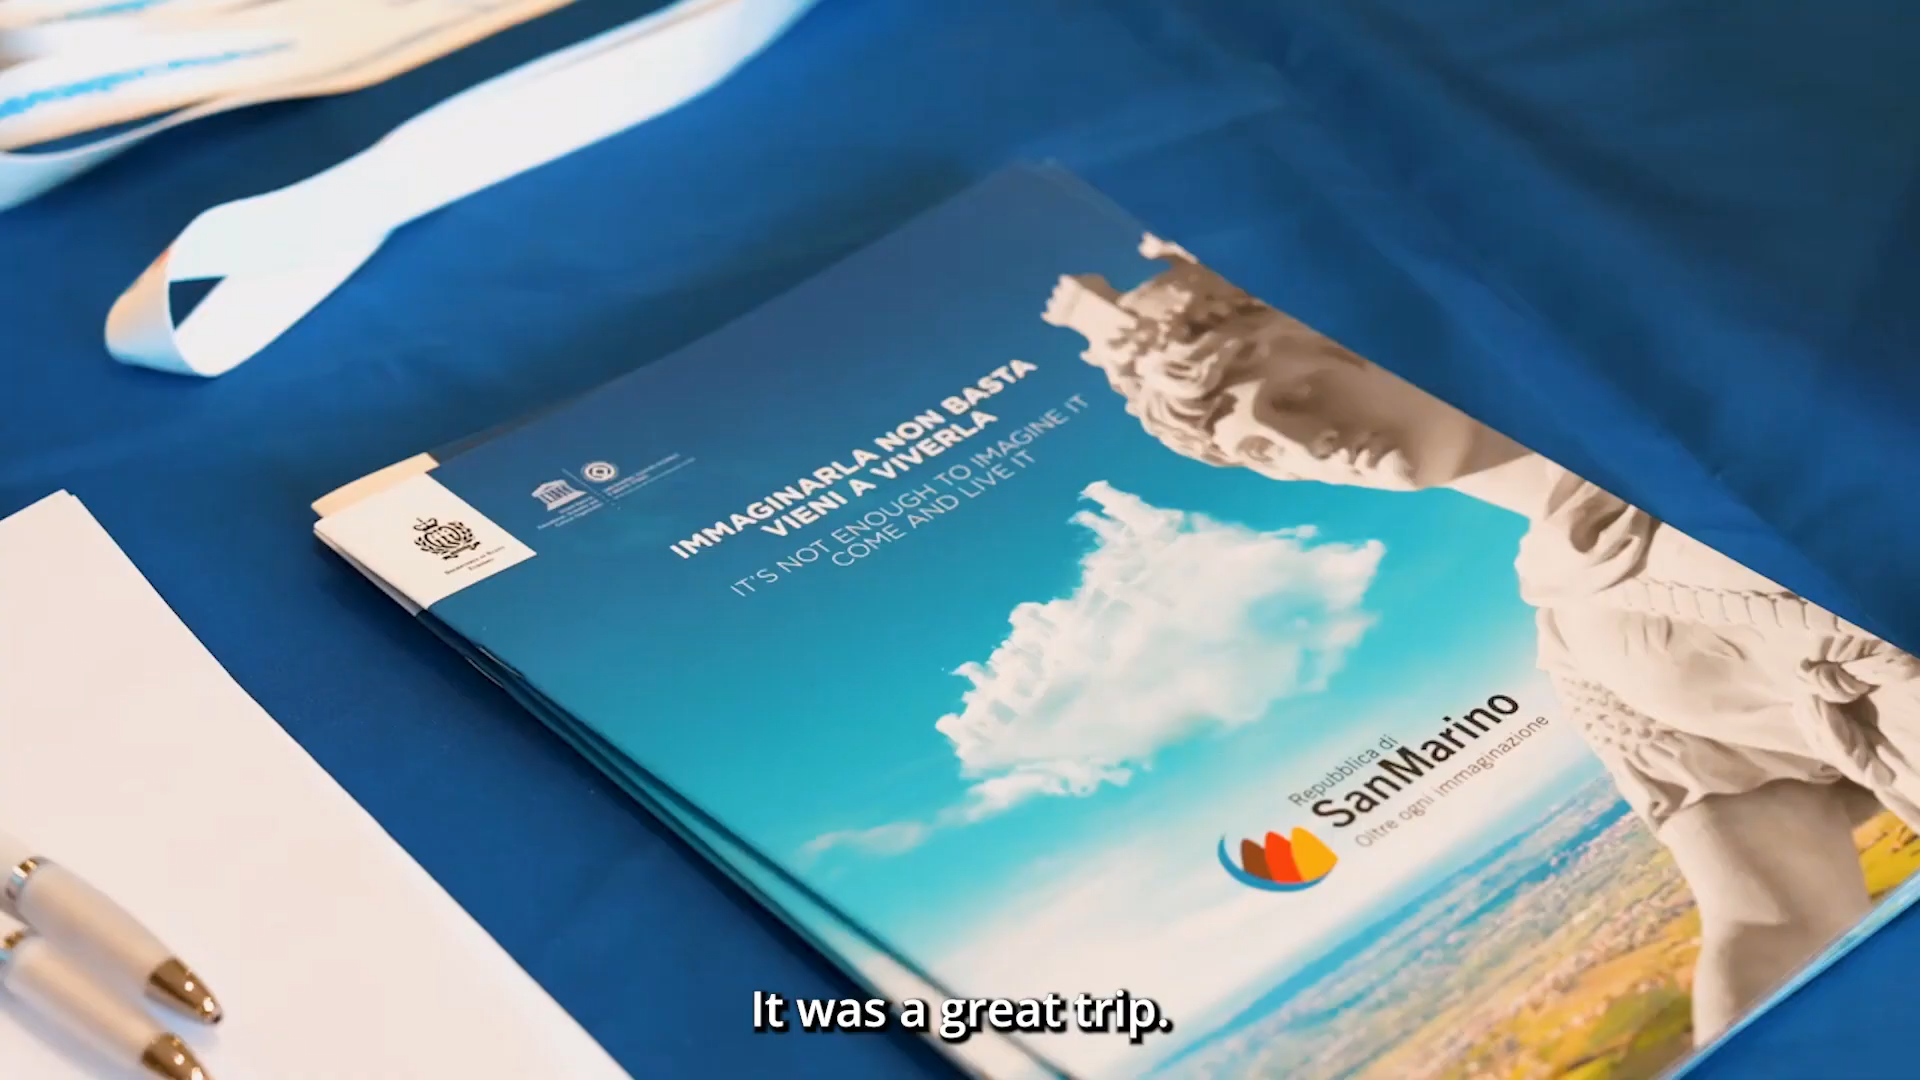 IMMAGINARLA NON BASTA
VIENI A VIVERLA
IT'S NOT ENOUGH TO IMAGINE IT
COME AND LIVE IT
Repubblica di
SanMarino
Oltre ogni immaginazione
It was a great trip.